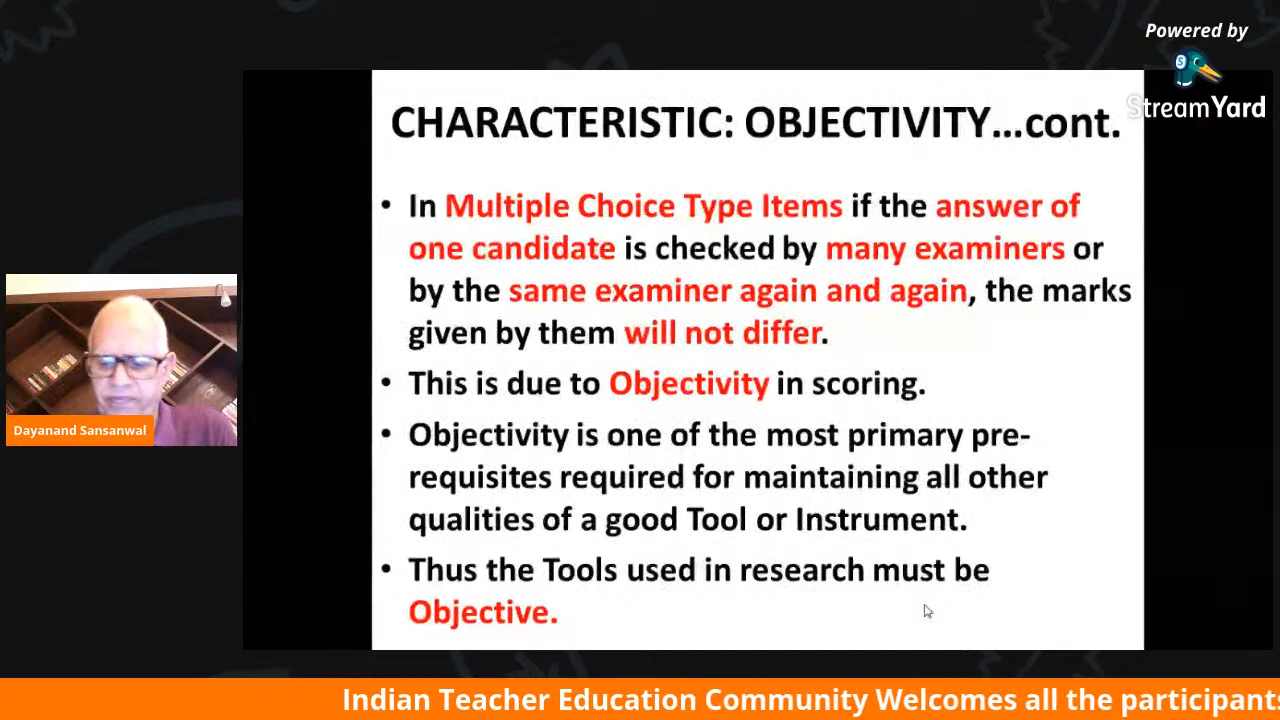 Powered by
StreamYard
CHARACTERISTIC: OBJECTIVITY...cont.
• In Multiple Choice Type Items if the answer of
one candidate is checked by many examiners or
by the same examiner again and again, the marks
given by them will not differ.
• This is due to Objectivity in scoring.
• Objectivity is one of the most primary pre-
requisites required for maintaining all other
qualities of a good Tool or Instrument.
• Thus the Tools used in research must be
Objective.
Dayanand Sansanwal
Indian Teacher Education Community Welcomes all the participants